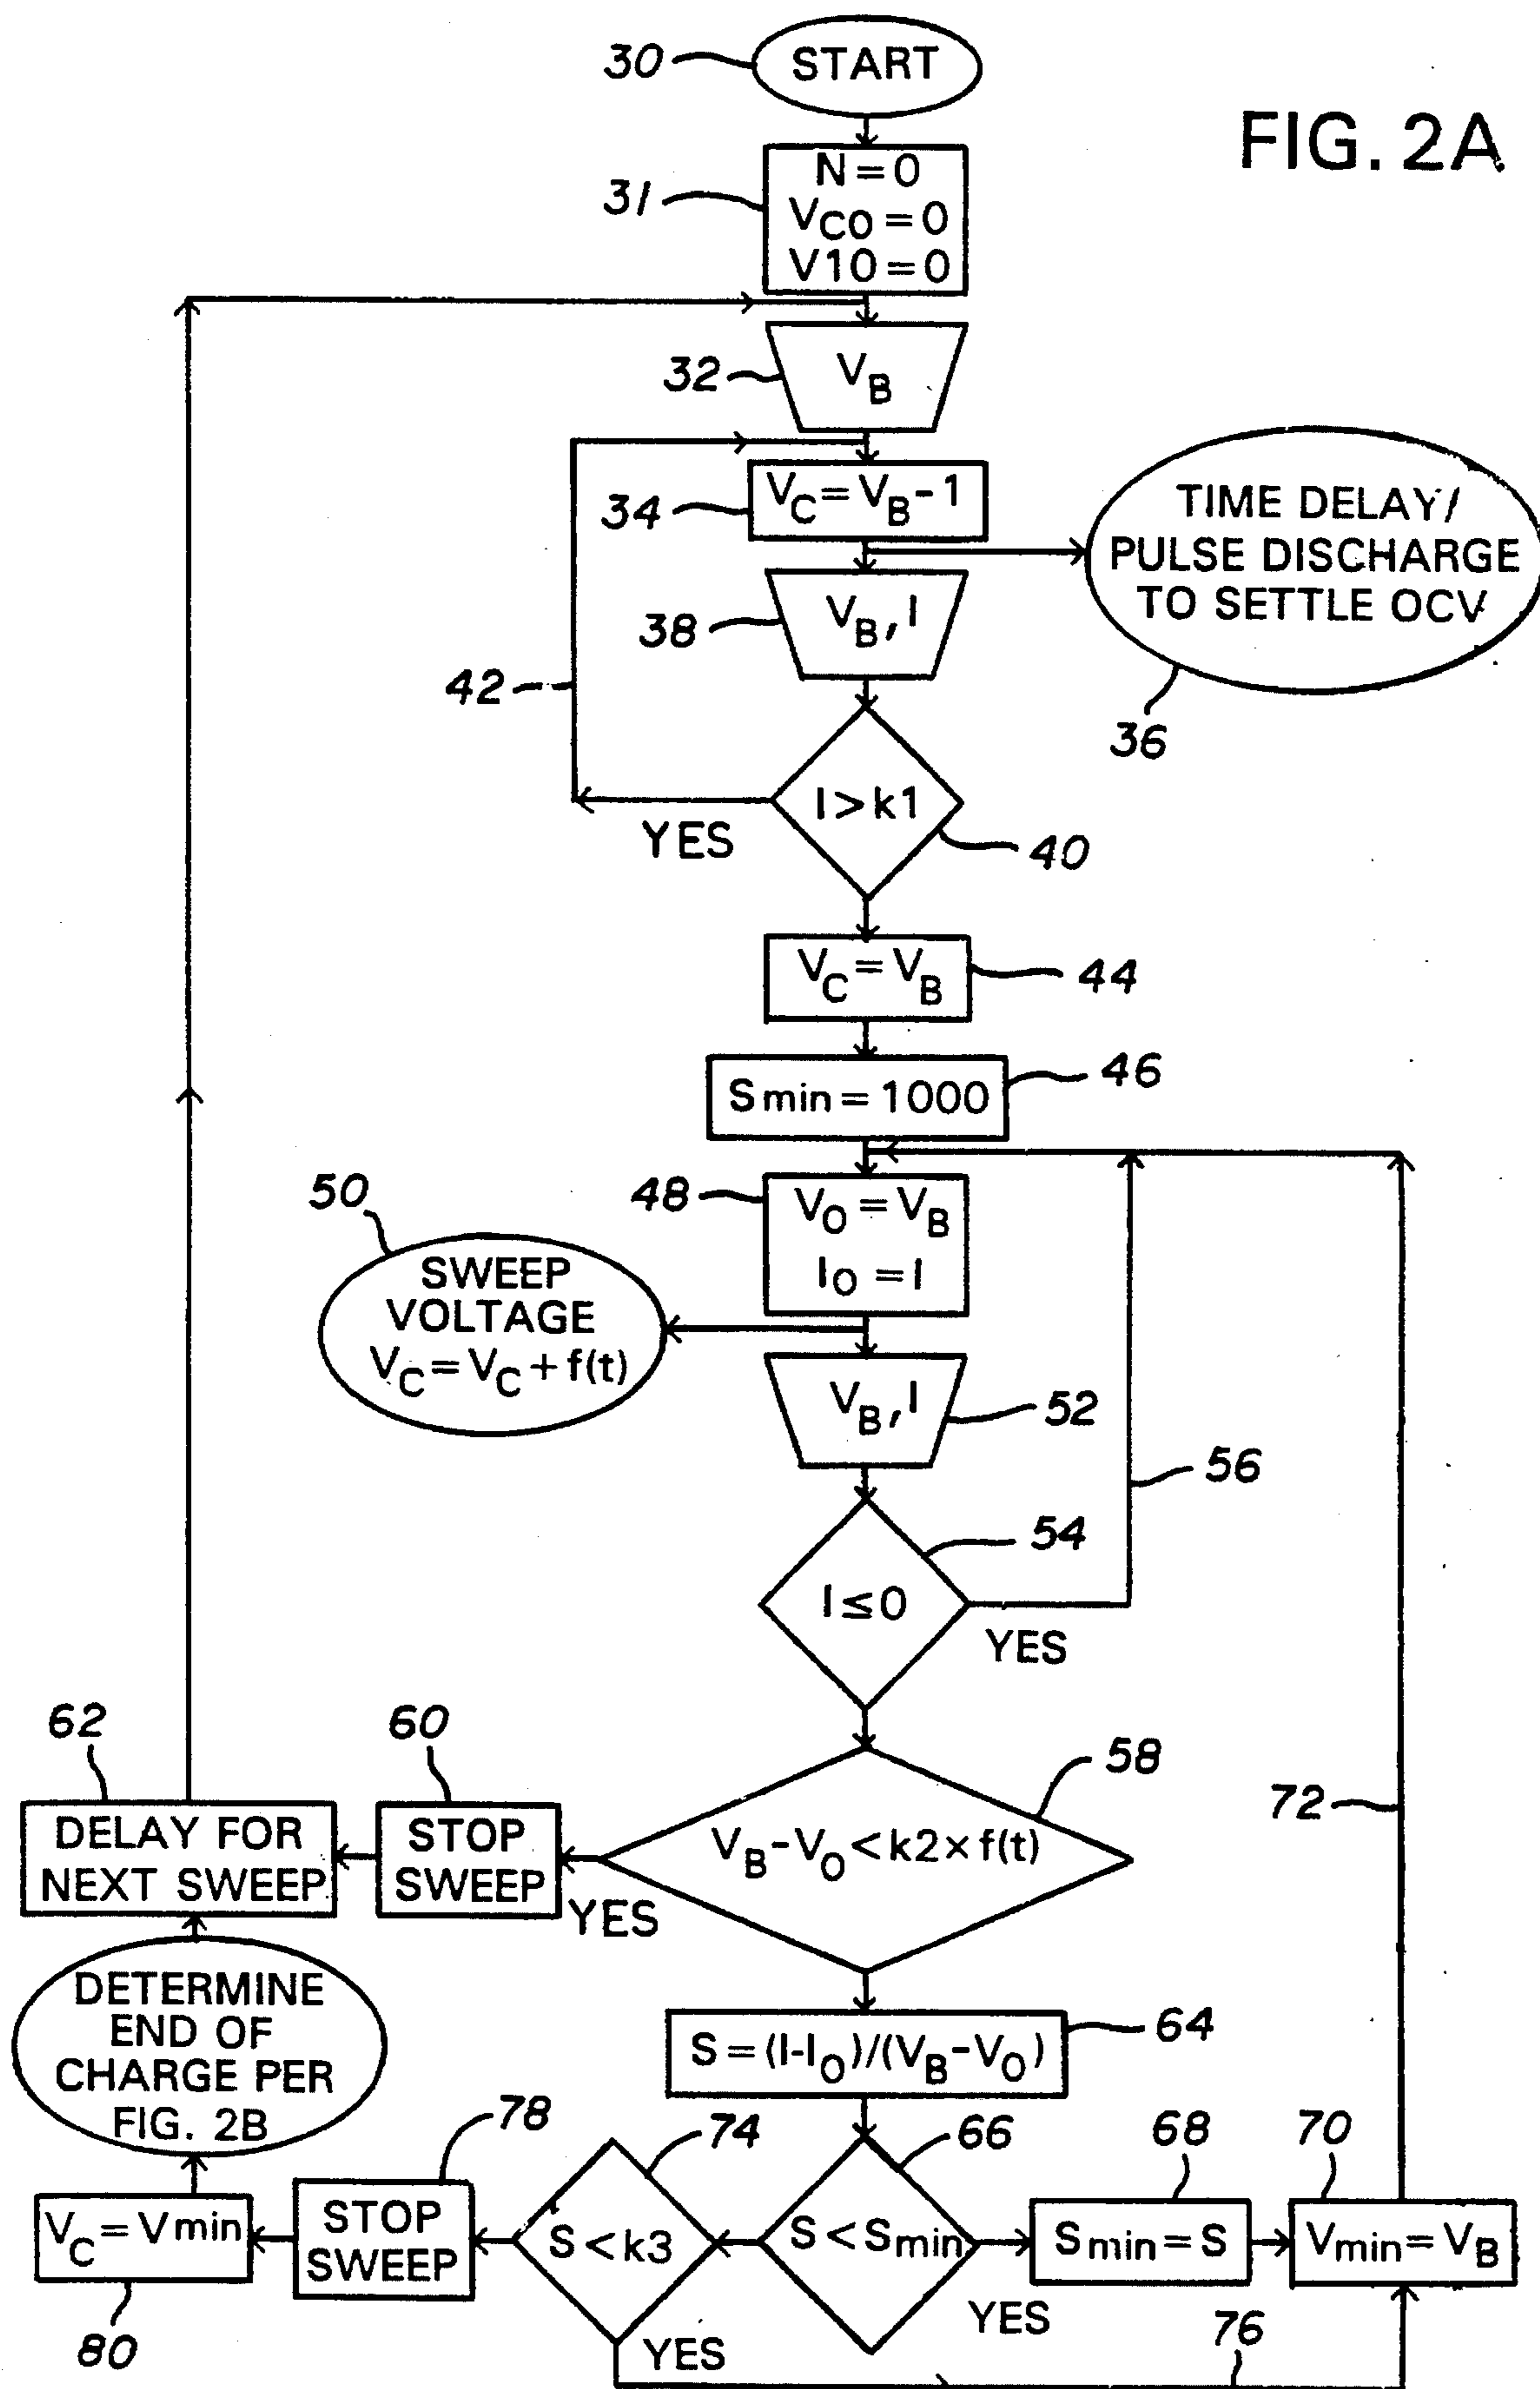 FIG. 2A
30
START
31
N=0
VC0=0
V10=0
32
VB
34
VC=VB-1
TIME DELAY/
PULSE DISCHARGE
TO SETTLE OCV
36
38
VB, I
42
I>k1
YES
40
VC=VB
44
Smin=1000
46
48
VO=VB
IO=I
50
SWEEP
VOLTAGE
VC=VC+f(t)
VB, I
52
56
54
I≤0
YES
58
VB-VO<k2×f(t)
YES
60
STOP
SWEEP
62
DELAY FOR
NEXT SWEEP
72
DETERMINE
END OF
CHARGE PER
FIG. 2B
S=(I-IO)/(VB-VO)
64
66
S<Smin
YES
68
Smin=S
70
Vmin=VB
74
S<k3
YES
76
78
STOP
SWEEP
VC=Vmin
80